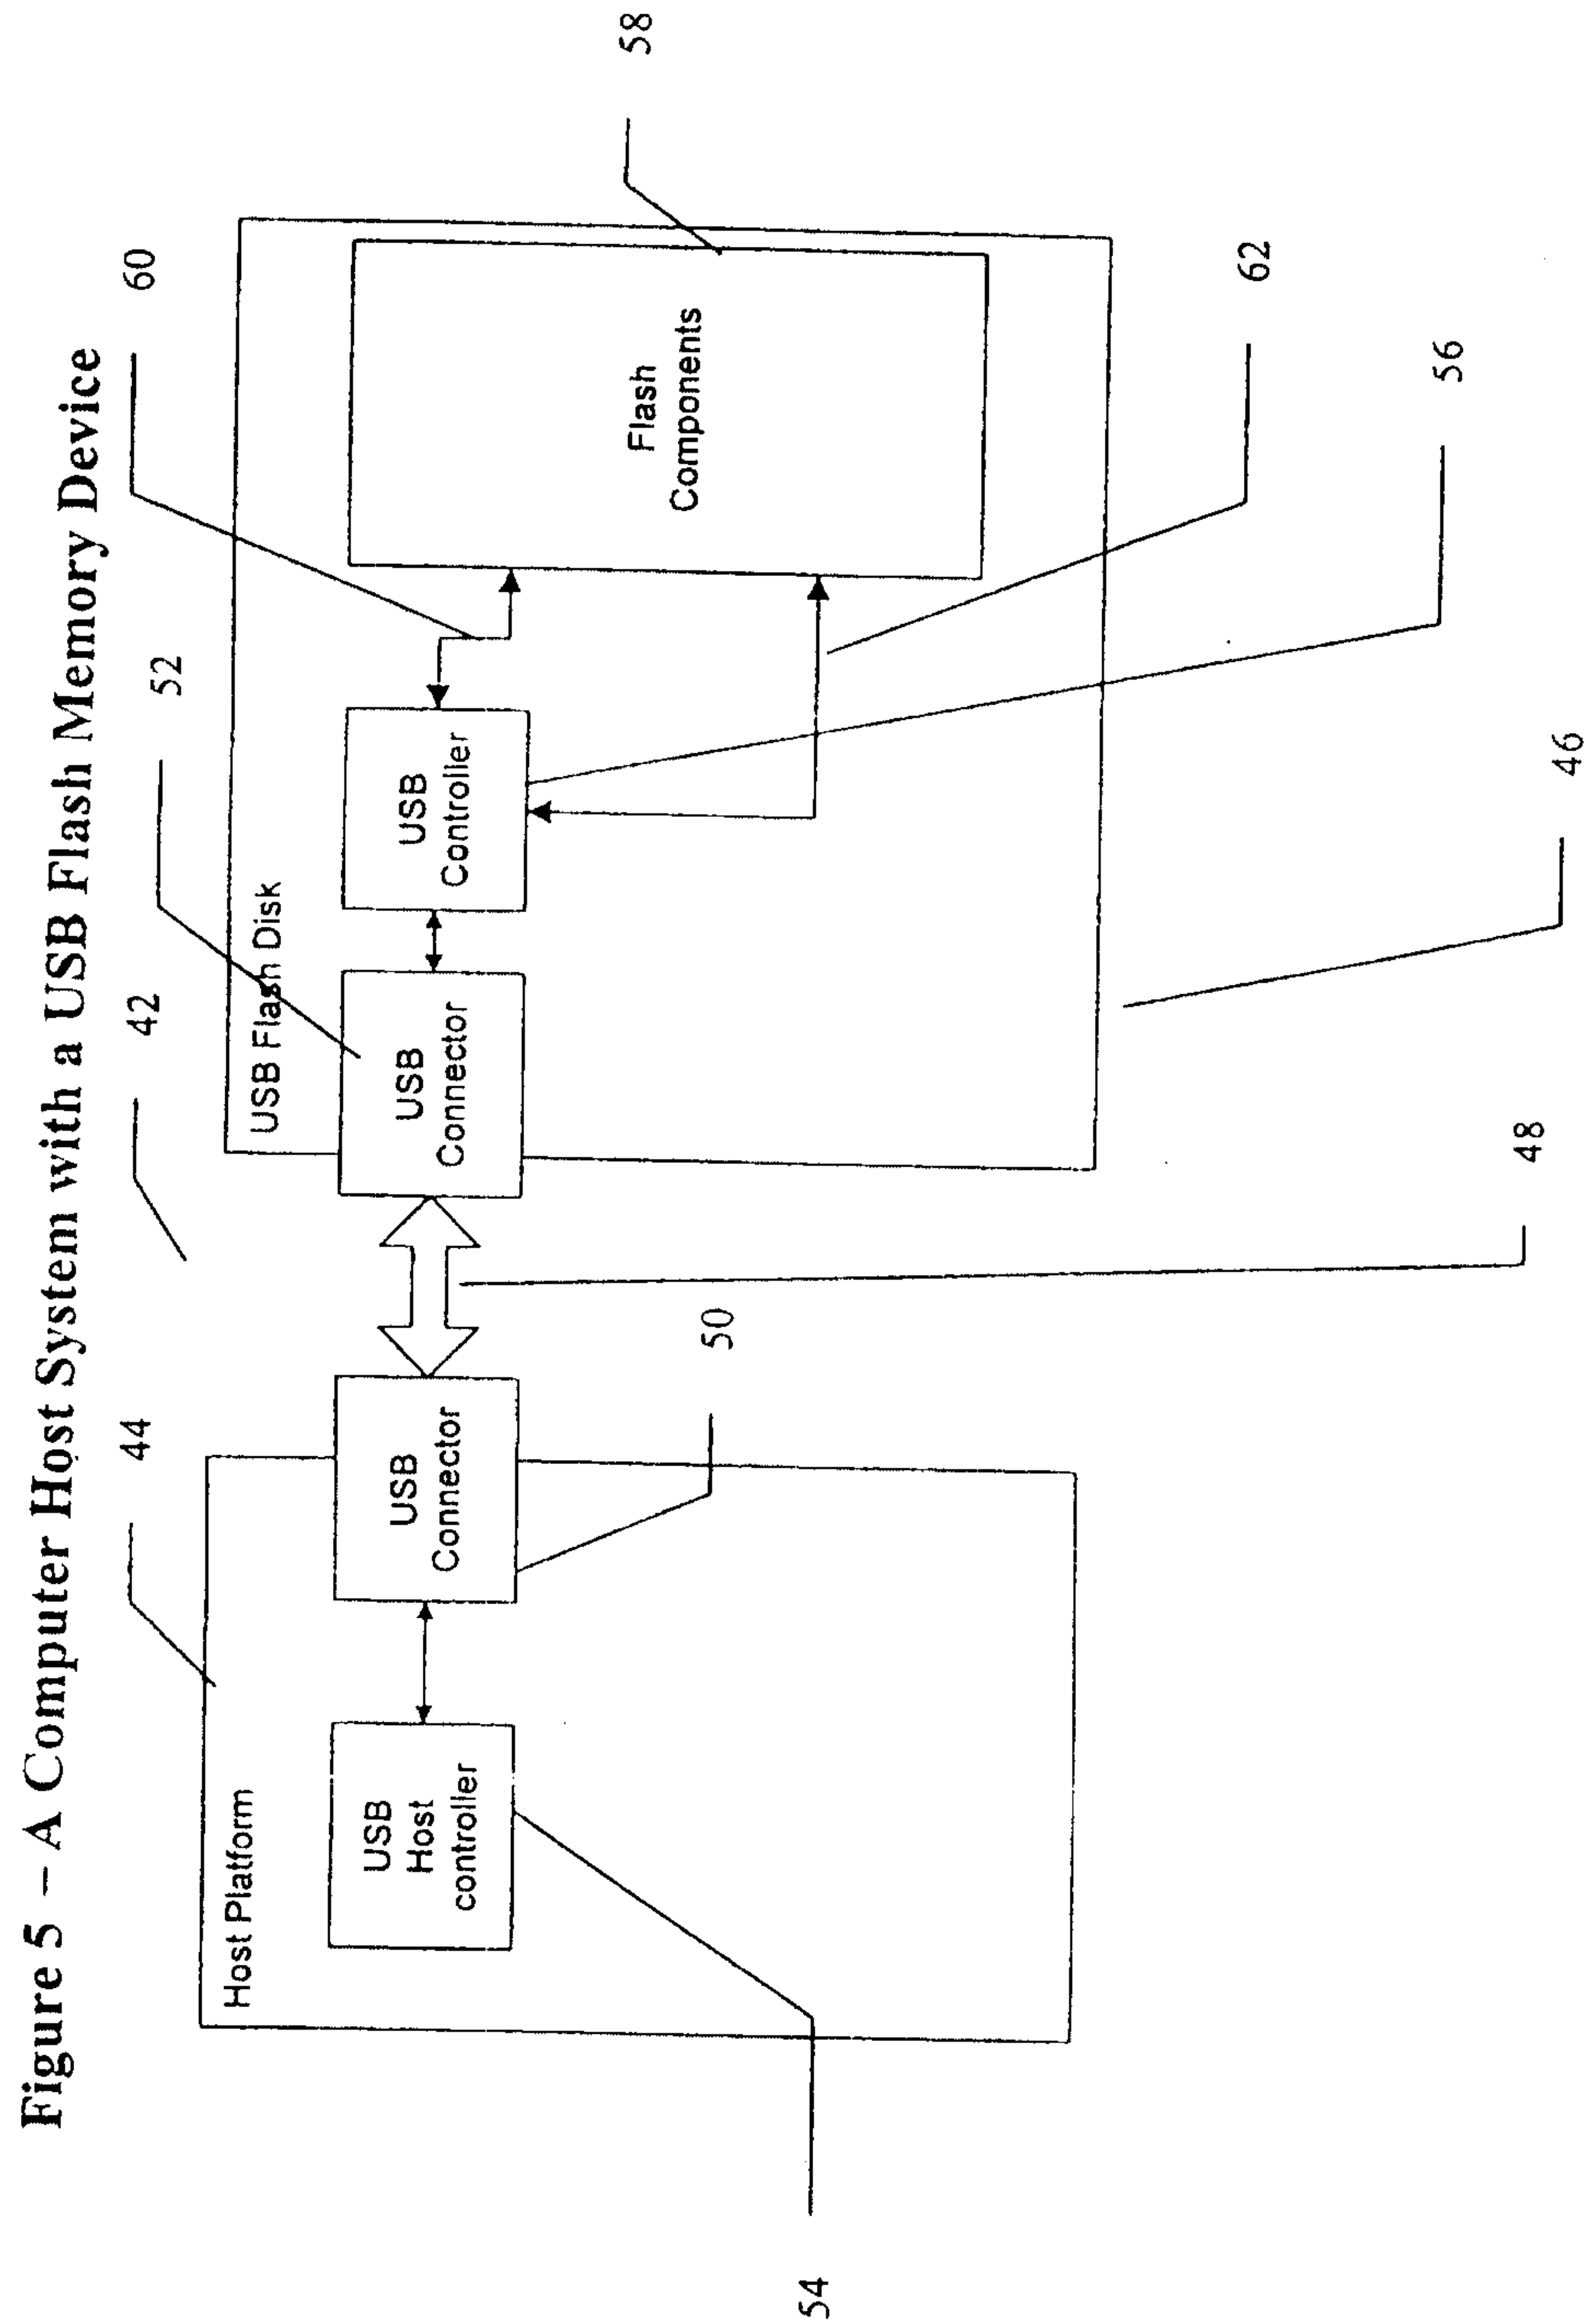 Figure 5 – A Computer Host System with a USB Flash Memory Device
44
42
52
60
Host Platform
USB
Host
controller
USB
Connector
USB Flash Disk
USB
Connector
USB
Controller
Flash
Components
58
54
50
48
46
56
62